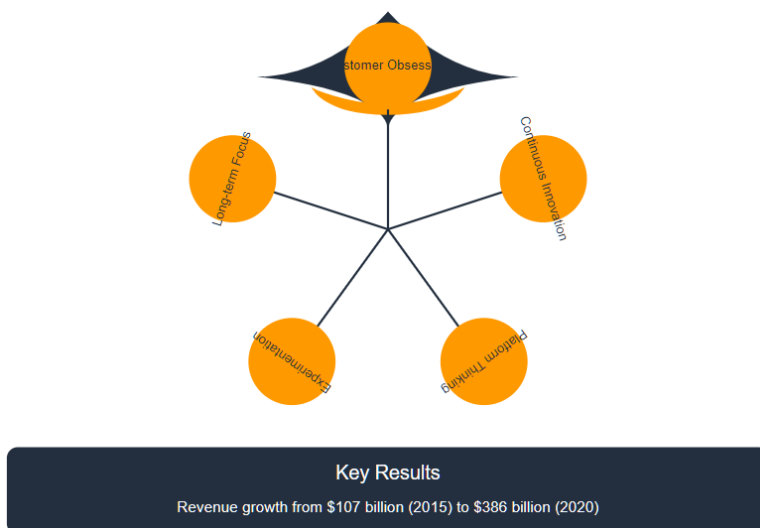 stomer Obsess
Long-term Focus
Continuous Innovation
Experimentation
Platform Thinking
Key Results
Revenue growth from $107 billion (2015) to $386 billion (2020)